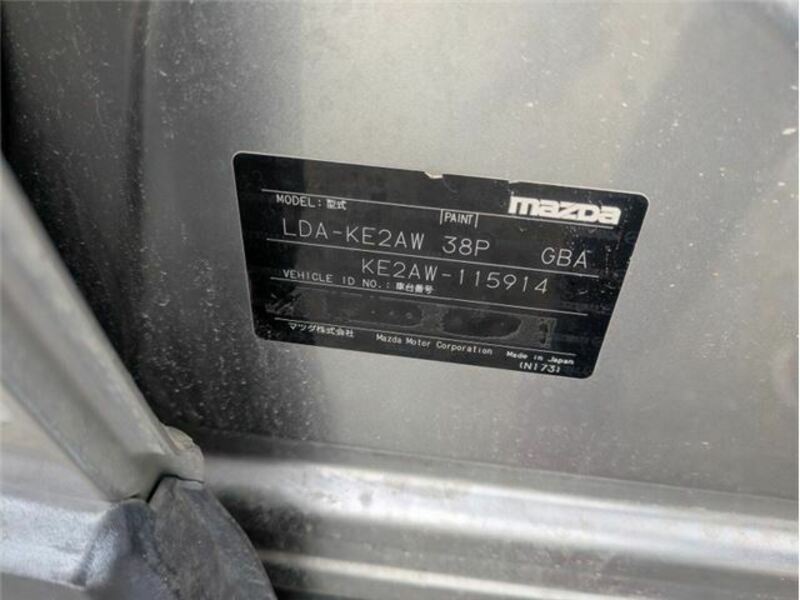 mazda
MODEL: 型式 PAINT
LDA-KE2AW 38P GBA
KE2AW-115914
VEHICLE ID NO.: 車台番号
マツダ株式会社 Mazda Motor Corporation Made in Japan
(N173)